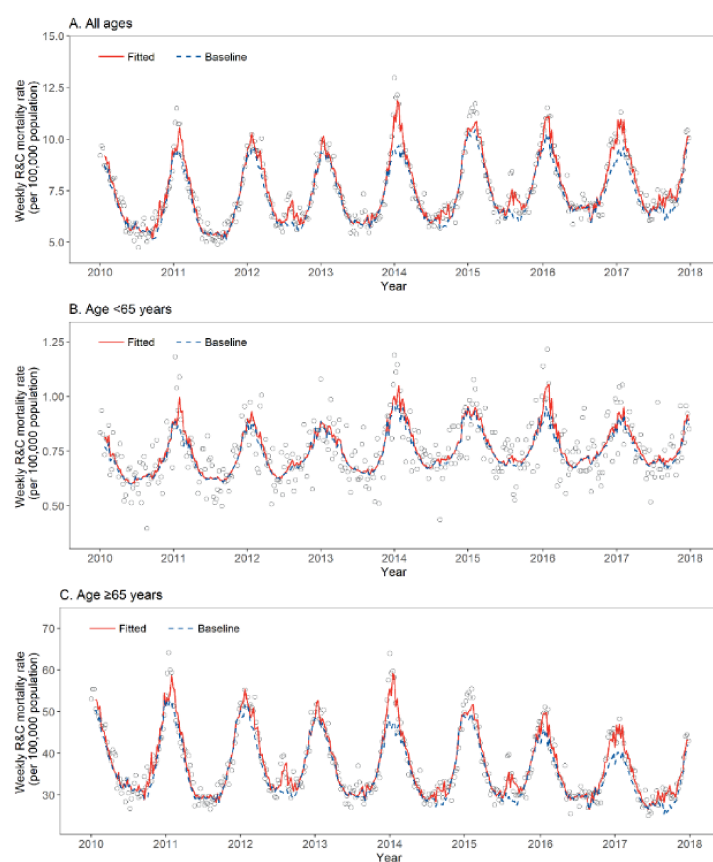 A. All ages
15.0
Fitted
Baseline
12.5
10.0
7.5
5.0
Weekly R&C mortality rate
(per 100,000 population)
2010 2011 2012 2013 2014 2015 2016 2017 2018
Year
B. Age <65 years
Fitted
Baseline
1.25
1.00
0.75
0.50
Weekly R&C mortality rate
(per 100,000 population)
2010 2011 2012 2013 2014 2015 2016 2017 2018
Year
C. Age ≥65 years
Fitted
Baseline
70
60
50
40
30
Weekly R&C mortality rate
(per 100,000 population)
2010 2011 2012 2013 2014 2015 2016 2017 2018
Year